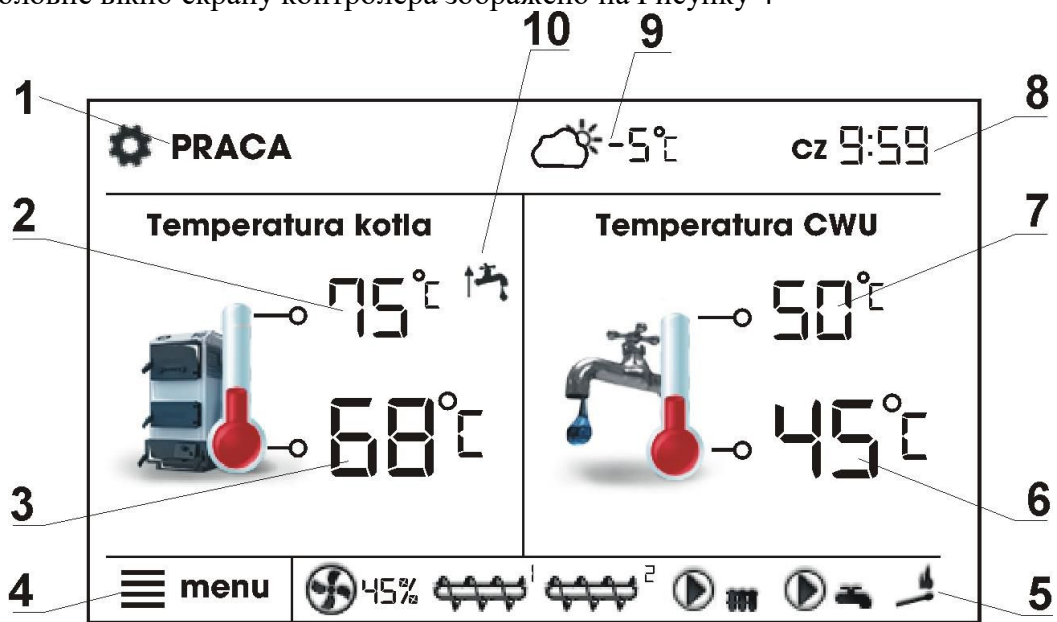 головне вікно екрану контролера зображено на Рисунку 4
10 9
1 8
PRACA -5°C cz 9:59
2 Temperatura kotla Temperatura CWU 7
75°C 50°C
68°C 45°C
3 6
4 menu 45% 1 2 5